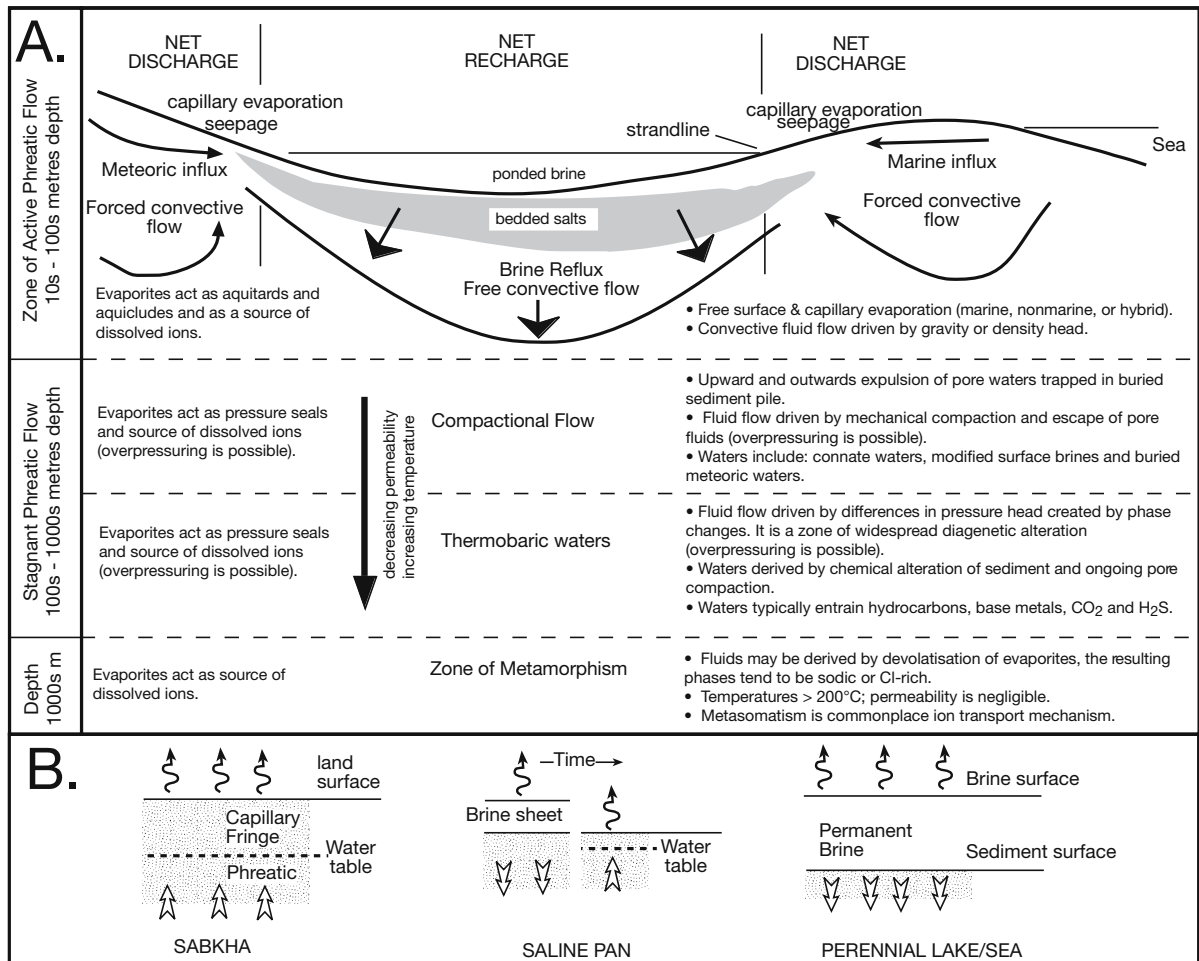 A.
Zone of Active Phreatic Flow
10s - 100s metres depth
NET
DISCHARGE
NET
RECHARGE
NET
DISCHARGE
capillary evaporation
seepage
capillary evaporation
seepage
strandline
Sea
Meteoric influx
ponded brine
Marine influx
bedded salts
Forced convective
flow
Forced convective
flow
Brine Reflux
Free convective flow
Evaporites act as aquitards and
aquicludes and as a source of
dissolved ions.
• Free surface & capillary evaporation (marine, nonmarine, or hybrid).
• Convective fluid flow driven by gravity or density head.
Stagnant Phreatic Flow
100s - 1000s metres depth
Evaporites act as pressure seals
and source of dissolved ions
(overpressuring is possible).
decreasing permeability
increasing temperature
Compactional Flow
• Upward and outwards expulsion of pore waters trapped in buried
sediment pile.
• Fluid flow driven by mechanical compaction and escape of pore
fluids (overpressuring is possible).
• Waters include: connate waters, modified surface brines and buried
meteoric waters.
Evaporites act as pressure seals
and source of dissolved ions
(overpressuring is possible).
Thermobaric waters
• Fluid flow driven by differences in pressure head created by phase
changes. It is a zone of widespread diagenetic alteration
(overpressuring is possible).
• Waters derived by chemical alteration of sediment and ongoing pore
compaction.
• Waters typically entrain hydrocarbons, base metals, CO2 and H2S.
Depth
1000s m
Evaporites act as source of
dissolved ions.
Zone of Metamorphism
• Fluids may be derived by devolatisation of evaporites, the resulting
phases tend to be sodic or Cl-rich.
• Temperatures > 200°C; permeability is negligible.
• Metasomatism is commonplace ion transport mechanism.
B.
land
surface
Capillary
Fringe
Water
table
Phreatic
SABKHA
Time
Brine sheet
Water
table
SALINE PAN
Brine surface
Permanent
Brine
Sediment surface
PERENNIAL LAKE/SEA